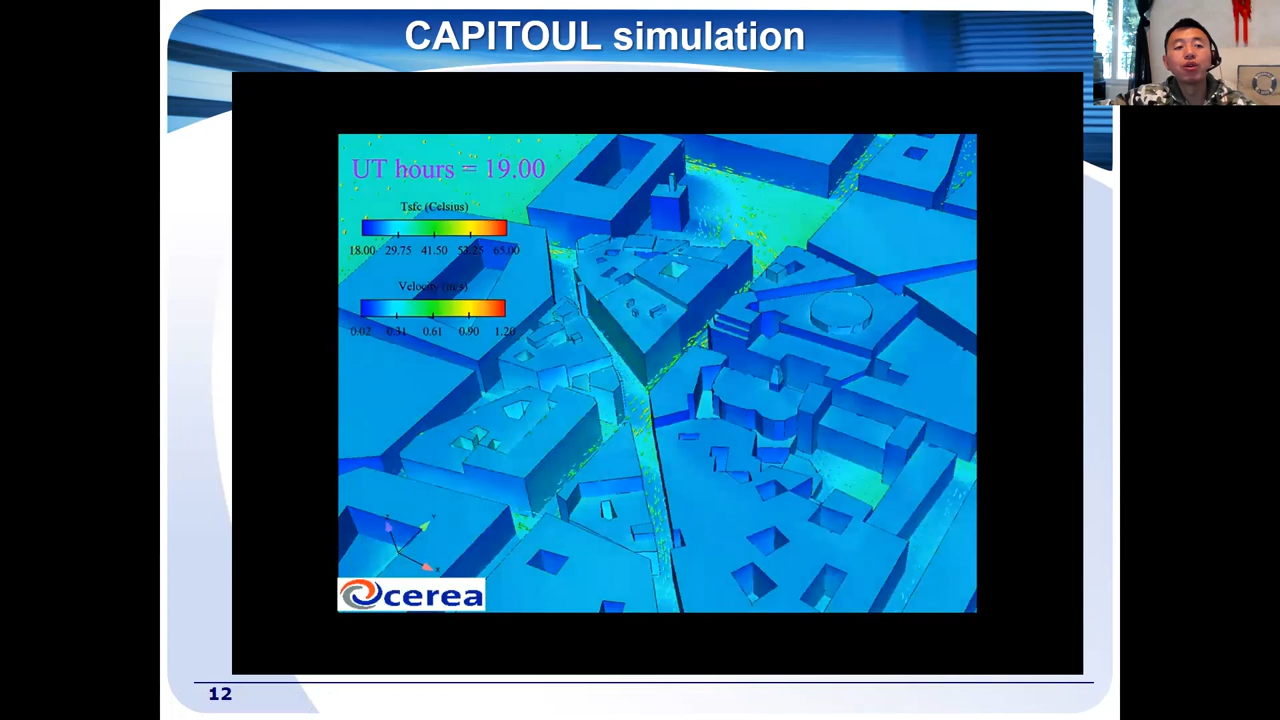 CAPITOUL simulation
UT hours = 19.00
Tsfc (Celsius)
18.00 29.75 41.50 53.25 65.00
Velocity (m/s)
0.02 0.31 0.61 0.90 1.20
cerea
12